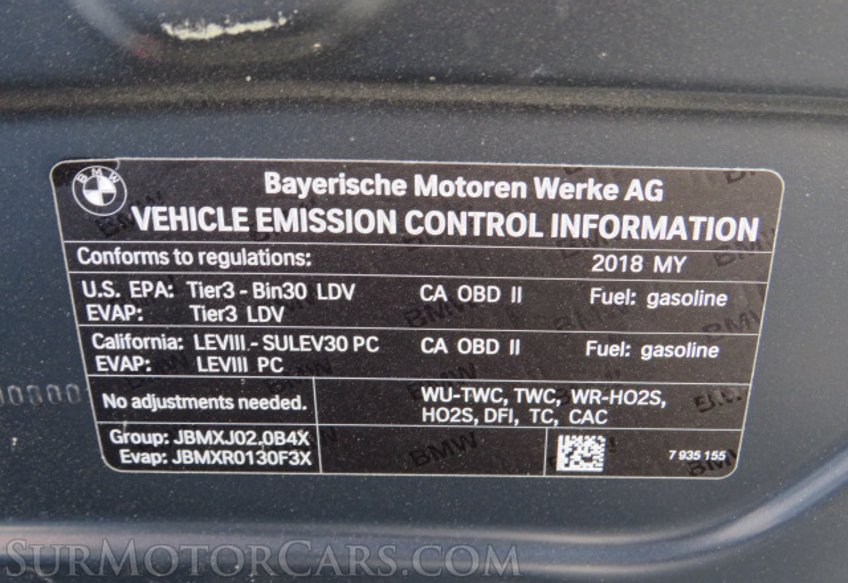 BMW
Bayerische Motoren Werke AG
VEHICLE EMISSION CONTROL INFORMATION
Conforms to regulations: 2018 MY
U.S. EPA: Tier3 - Bin30 LDV CA OBD II Fuel: gasoline
EVAP: Tier3 LDV
California: LEVIII - SULEV30 PC CA OBD II Fuel: gasoline
EVAP: LEVIII PC
No adjustments needed. WU-TWC, TWC, WR-HO2S,
HO2S, DFI, TC, CAC
Group: JBMXJ02.0B4X
Evap: JBMXR0130F3X
7 935 155
SurMotorCars.com